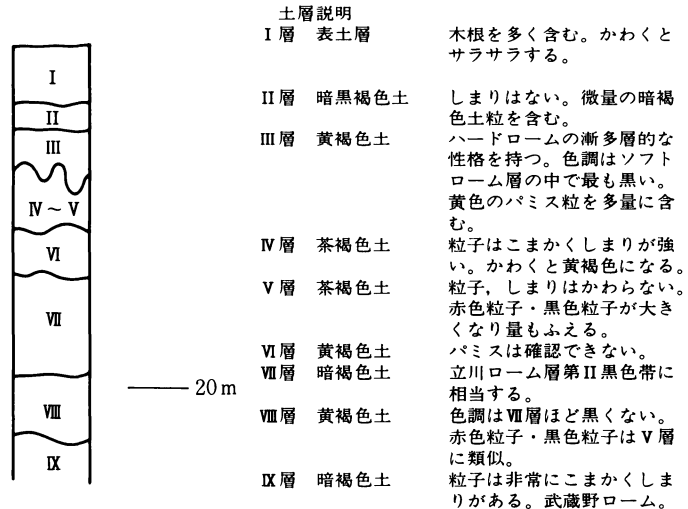 土層説明
I層 表土層 木根を多く含む。かわくと
サラサラする。
II層 暗黒褐色土 しまりはない。微量の暗褐
色土粒を含む。
III層 黄褐色土 ハードロームの漸多層的な
性格を持つ。色調はソフト
ローム層の中で最も黒い。
黄色のパミス粒を多量に含
む。
IV層 茶褐色土 粒子はこまかくしまりが強
い。かわくと黄褐色になる。
V層 茶褐色土 粒子，しまりはかわらない。
赤色粒子・黒色粒子が大き
くなり量もふえる。
VI層 黄褐色土 パミスは確認できない。
VII層 暗褐色土 立川ローム層第II黒色帯に
相当する。
VIII層 黄褐色土 色調はVII層ほど黒くない。
赤色粒子・黒色粒子はV層
に類似。
IX層 暗褐色土 粒子は非常にこまかくしま
りがある。武蔵野ローム。
I
II
III
IV～V
VI
VII
VIII
IX
20m